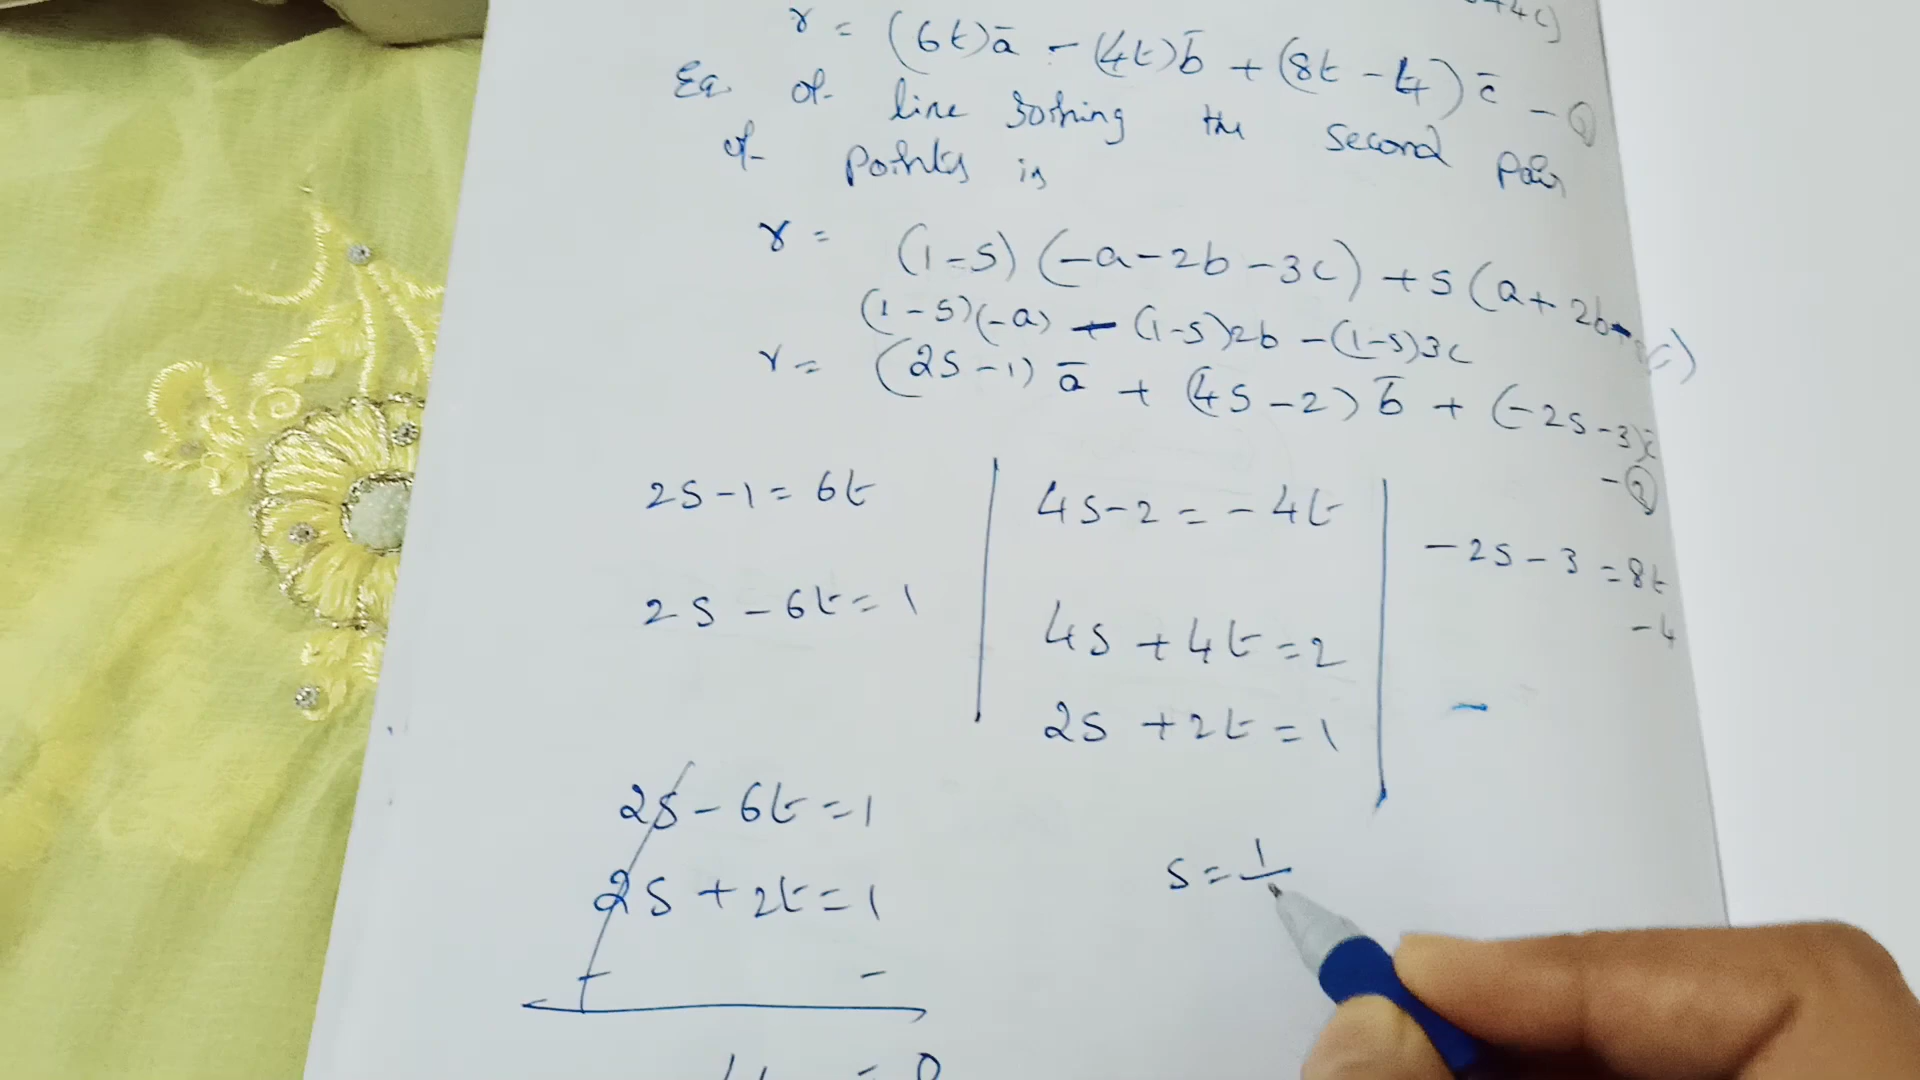 +4c)
r = (6t)a̅ - (4t)b̅ + (8t - 4) c̅ - ①
Eq. of line joining the second pair
of points is
r = (1-s) (-a-2b-3c) + s(a+2b-
(1-s)(-a) - (1-s)2b - (1-s)3c
r = (2s-1) a̅ + (4s-2) b̅ + (-2s-3)c̅
- ②
2s-1 = 6t
4s-2 = -4t
-2s-3 = 8t
-4
2s - 6t = 1
4s + 4t = 2
2s + 2t = 1
-
2s - 6t = 1
s = 1
2s + 2t = 1
- -
= 0